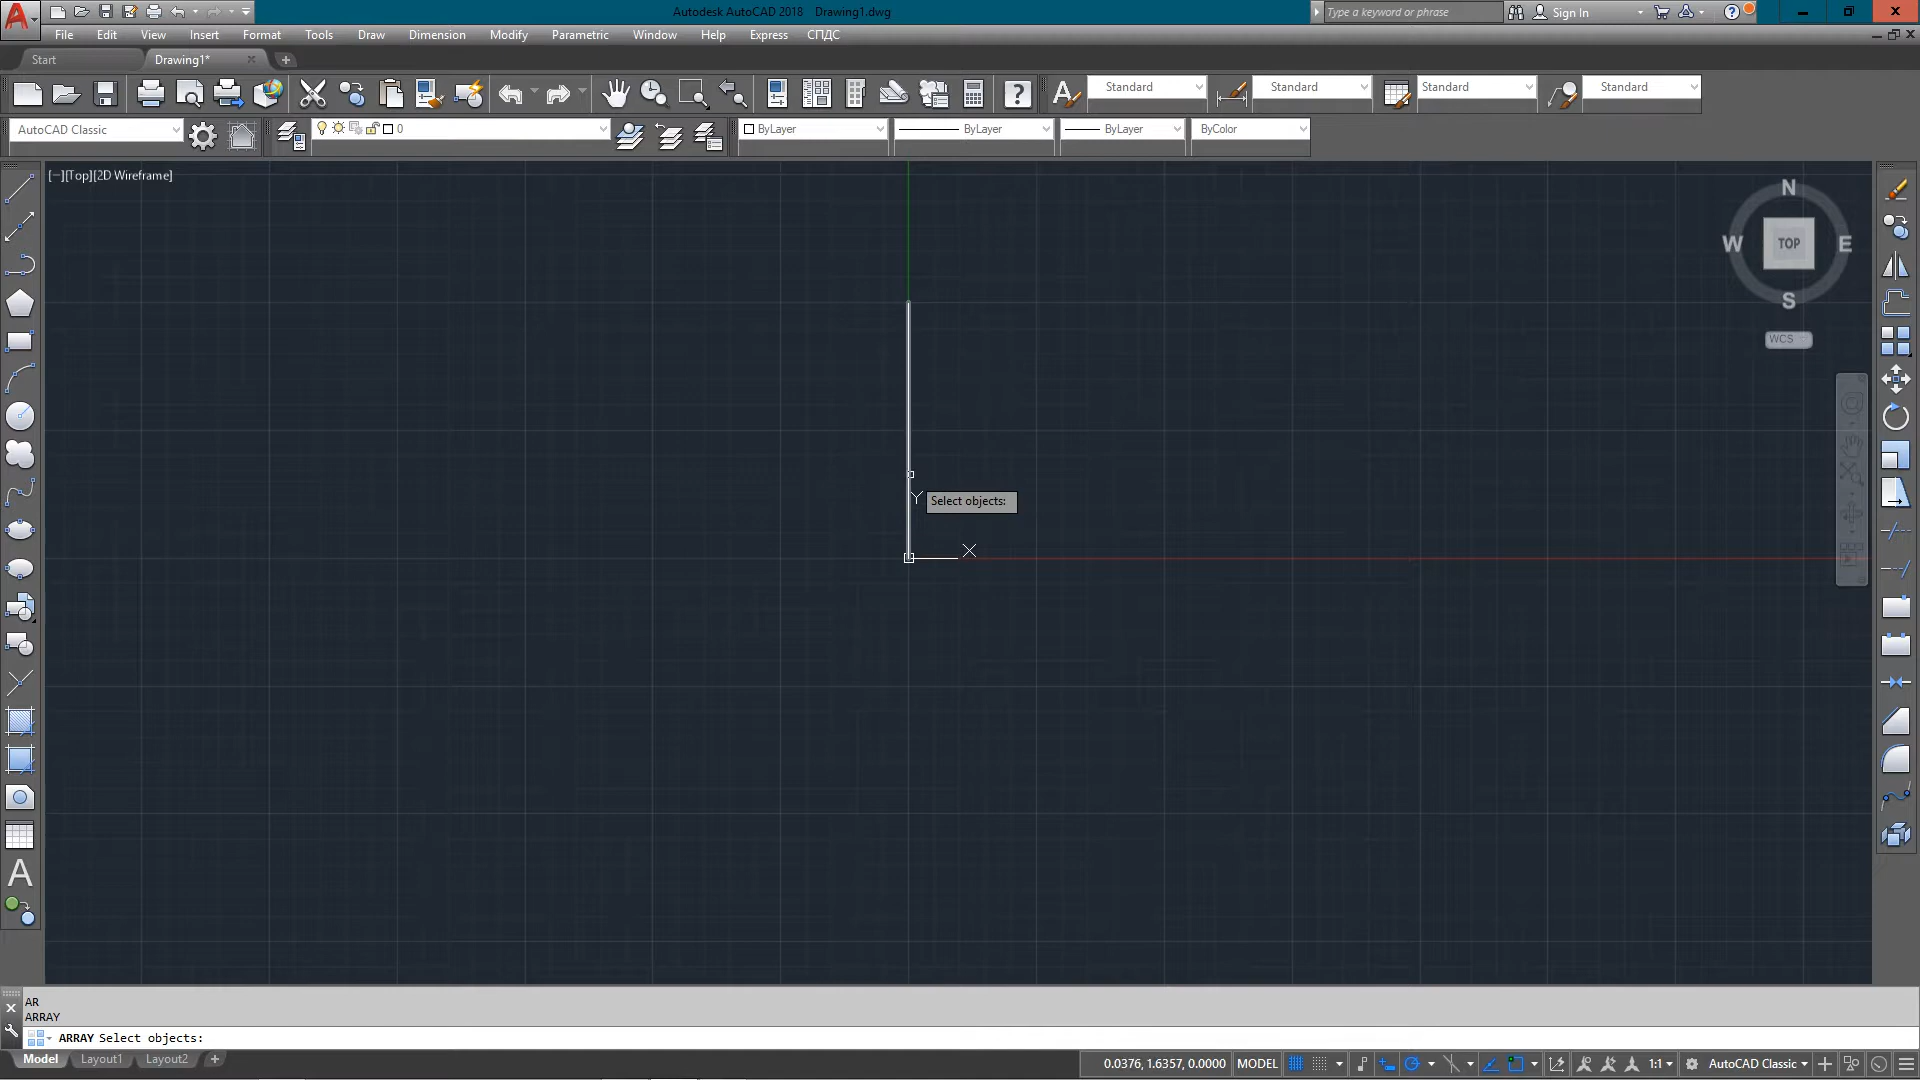 Autodesk AutoCAD 2018 Drawing1.dwg
Type a keyword or phrase
Sign In
File Edit View Insert Format Tools Draw Dimension Modify Parametric Window Help Express СПДС
Start
Drawing1*
Standard
Standard
Standard
Standard
AutoCAD Classic
0
ByLayer
ByLayer
ByLayer
ByColor
[−][Top][2D Wireframe]
N
W
TOP
E
S
WCS
Y
Select objects:
X
AR
ARRAY
ARRAY Select objects:
Model Layout1 Layout2
0.0376, 1.6357, 0.0000 MODEL
1:1
AutoCAD Classic